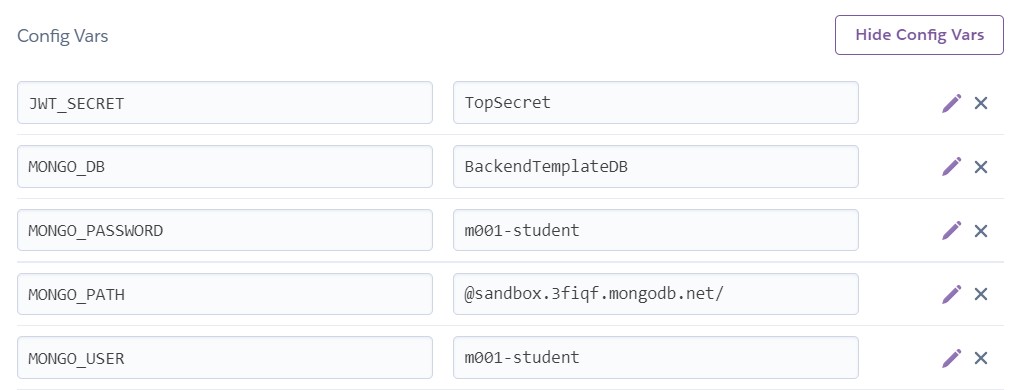 Config Vars Hide Config Vars
JWT_SECRET TopSecret
MONGO_DB BackendTemplateDB
MONGO_PASSWORD m001-student
MONGO_PATH @sandbox.3fiqf.mongodb.net/
MONGO_USER m001-student